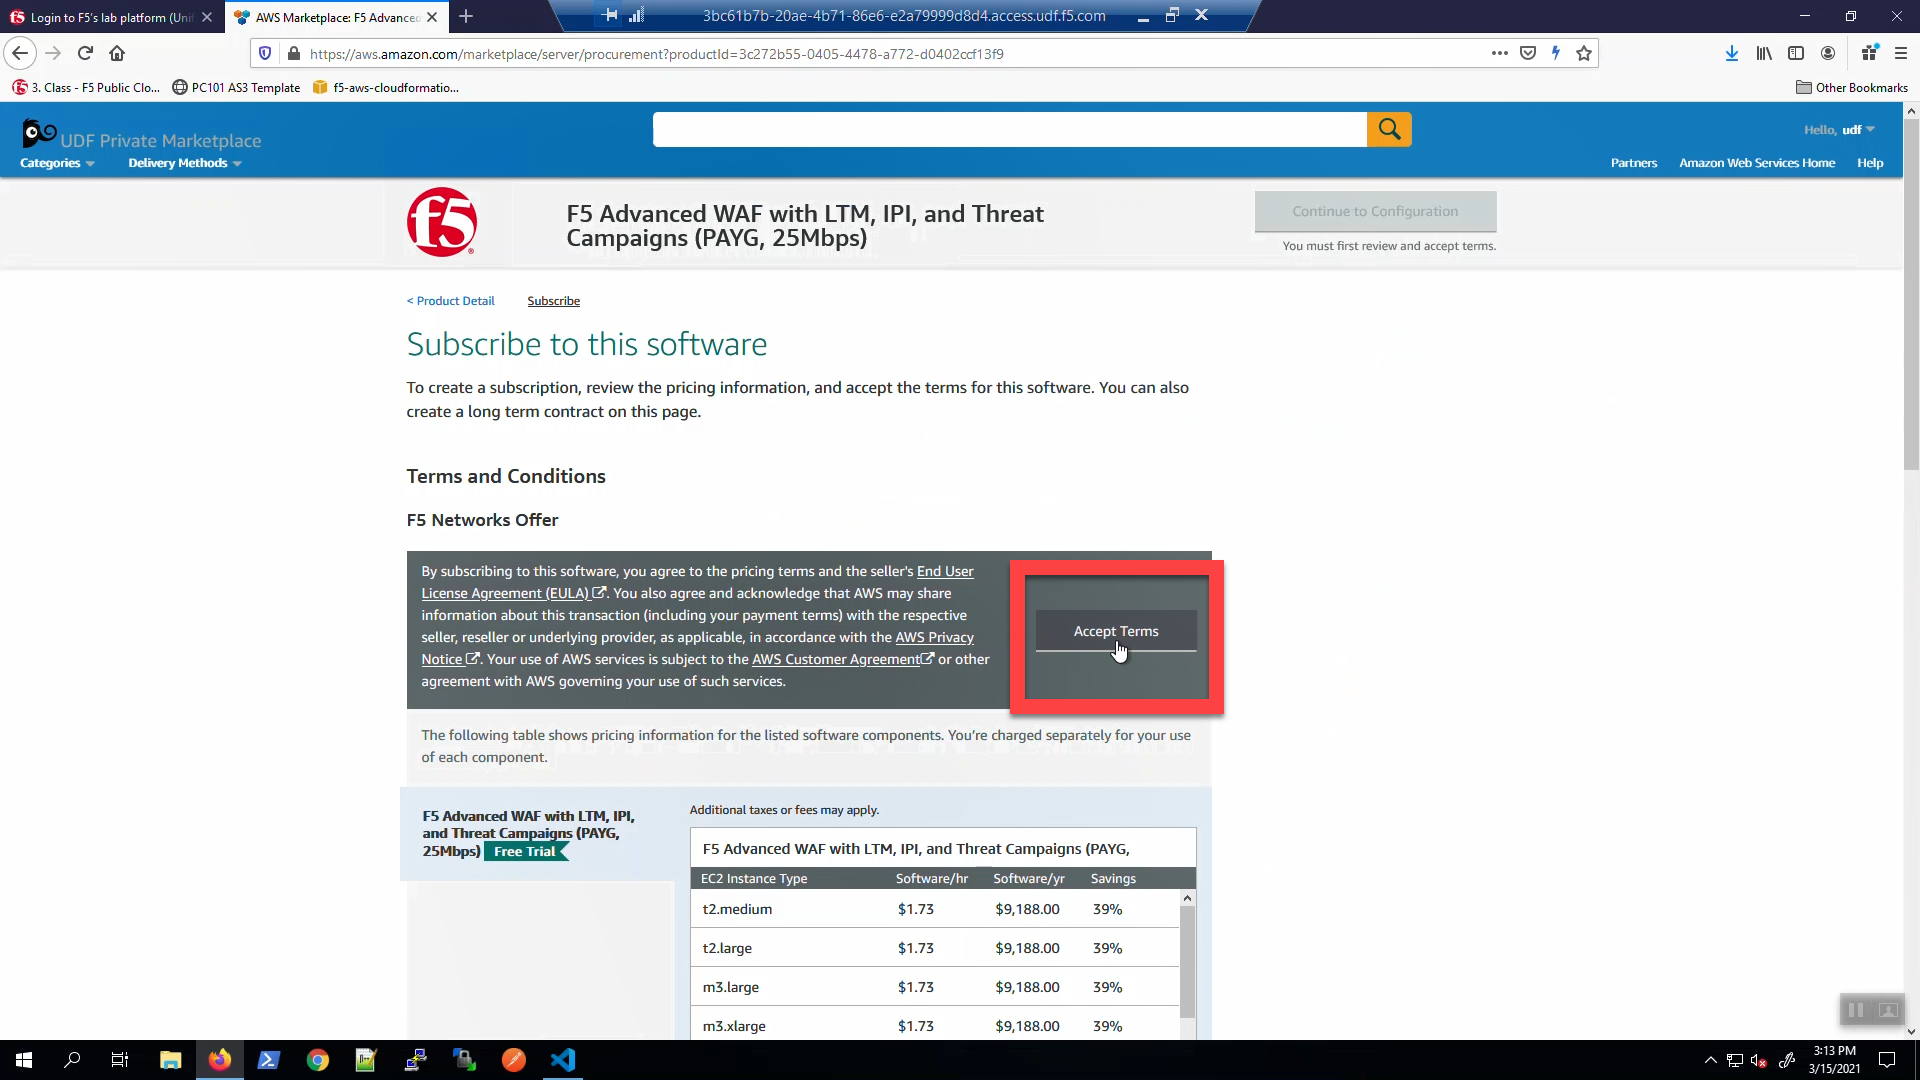 Login to F5's lab platform (Unif
AWS Marketplace: F5 Advanced
3bc61b7b-20ae-4b71-86e6-e2a79999d8d4.access.udf.f5.com
https://aws.amazon.com/marketplace/server/procurement?productId=3c272b55-0405-4478-a772-d0402ccf13f9
3. Class - F5 Public Clo...
PC101 AS3 Template
f5-aws-cloudformatio...
Other Bookmarks
UDF Private Marketplace
Hello, udf
Categories
Delivery Methods
Partners
Amazon Web Services Home
Help
f5
F5 Advanced WAF with LTM, IPI, and Threat
Campaigns (PAYG, 25Mbps)
Continue to Configuration
You must first review and accept terms.
< Product Detail
Subscribe
Subscribe to this software
To create a subscription, review the pricing information, and accept the terms for this software. You can also
create a long term contract on this page.
Terms and Conditions
F5 Networks Offer
By subscribing to this software, you agree to the pricing terms and the seller's End User
License Agreement (EULA). You also agree and acknowledge that AWS may share
information about this transaction (including your payment terms) with the respective
seller, reseller or underlying provider, as applicable, in accordance with the AWS Privacy
Notice. Your use of AWS services is subject to the AWS Customer Agreement or other
agreement with AWS governing your use of such services.
Accept Terms
The following table shows pricing information for the listed software components. You're charged separately for your use
of each component.
F5 Advanced WAF with LTM, IPI,
and Threat Campaigns (PAYG,
25Mbps) Free Trial
Additional taxes or fees may apply.
F5 Advanced WAF with LTM, IPI, and Threat Campaigns (PAYG,
EC2 Instance Type Software/hr Software/yr Savings
t2.medium $1.73 $9,188.00 39%
t2.large $1.73 $9,188.00 39%
m3.large $1.73 $9,188.00 39%
m3.xlarge $1.73 $9,188.00 39%
3:13 PM
3/15/2021